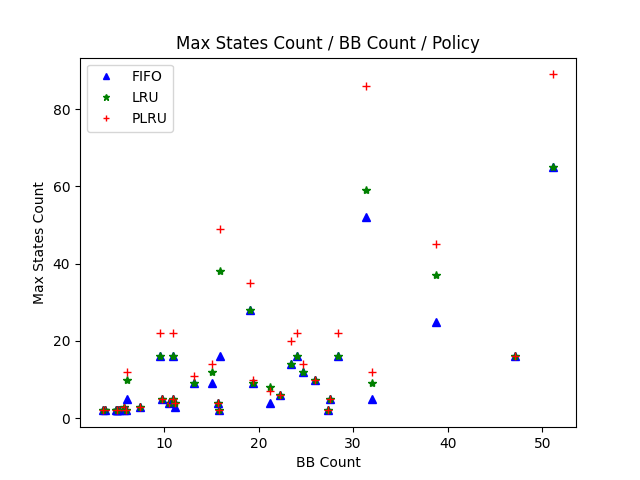 Max States Count / BB Count / Policy
FIFO
LRU
PLRU
Max States Count
80
60
40
20
0
10 20 30 40 50
BB Count